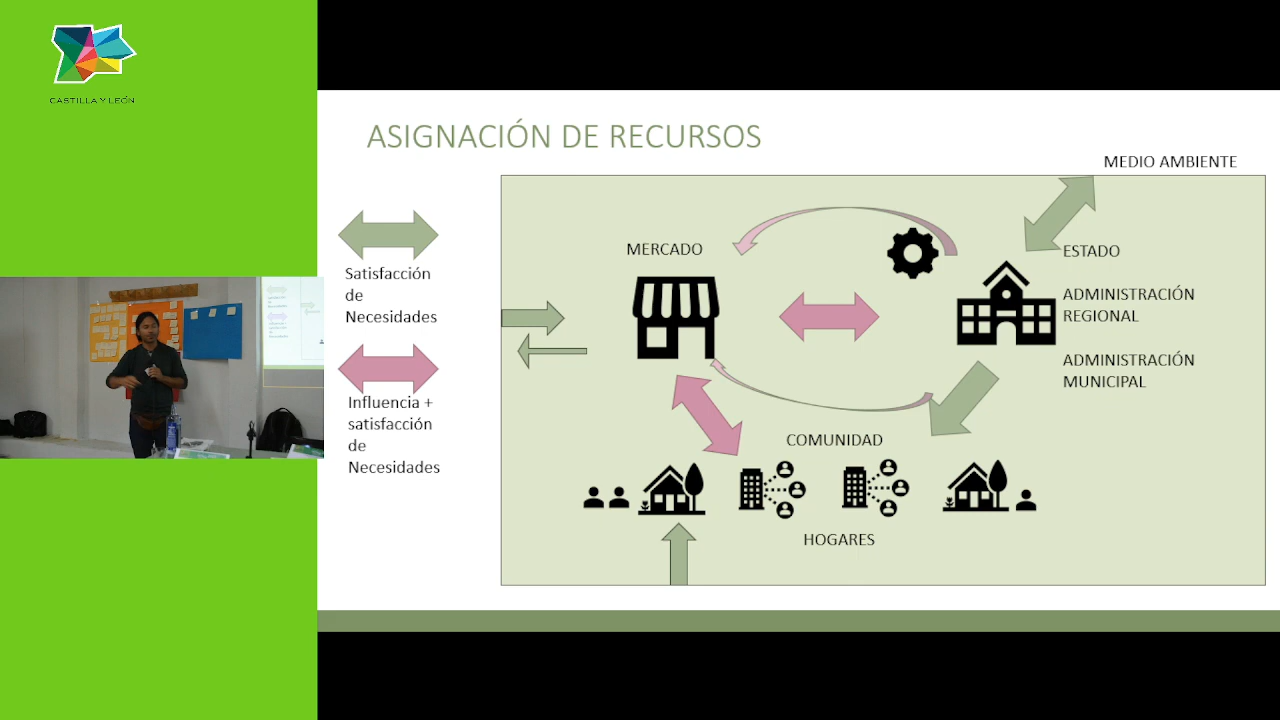 CASTILLA Y LEÓN
ASIGNACIÓN DE RECURSOS
MEDIO AMBIENTE
Satisfacción
de
Necesidades
Influencia +
satisfacción
de
Necesidades
MERCADO
ESTADO
ADMINISTRACIÓN
REGIONAL
ADMINISTRACIÓN
MUNICIPAL
COMUNIDAD
HOGARES